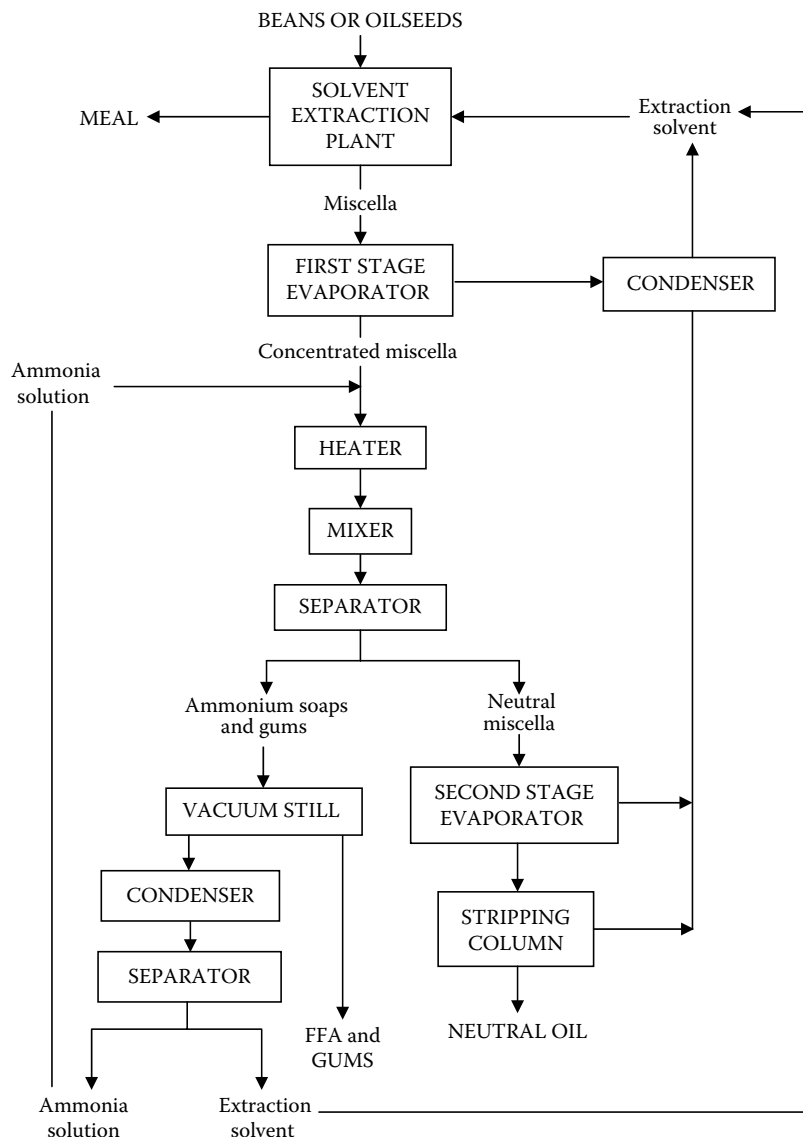 BEANS OR OILSEEDS
SOLVENT
EXTRACTION
PLANT
MEAL
Extraction
solvent
Miscella
FIRST STAGE
EVAPORATOR
CONDENSER
Concentrated miscella
Ammonia
solution
HEATER
MIXER
SEPARATOR
Ammonium soaps
and gums
Neutral
miscella
VACUUM STILL
SECOND STAGE
EVAPORATOR
CONDENSER
STRIPPING
COLUMN
SEPARATOR
FFA and
GUMS
NEUTRAL OIL
Ammonia
solution
Extraction
solvent